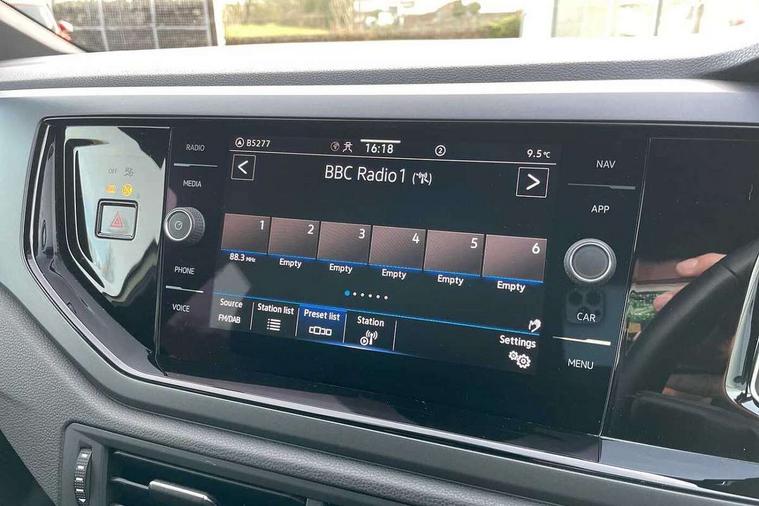 B5277 16:18 2 9.5°C
BBC Radio 1
1 2 3 4 5 6
88.3 MHz Empty Empty Empty Empty Empty
Source Station list Preset list Station Settings
FM/DAB
RADIO
MEDIA
PHONE
VOICE
NAV
APP
CAR
MENU
OFF